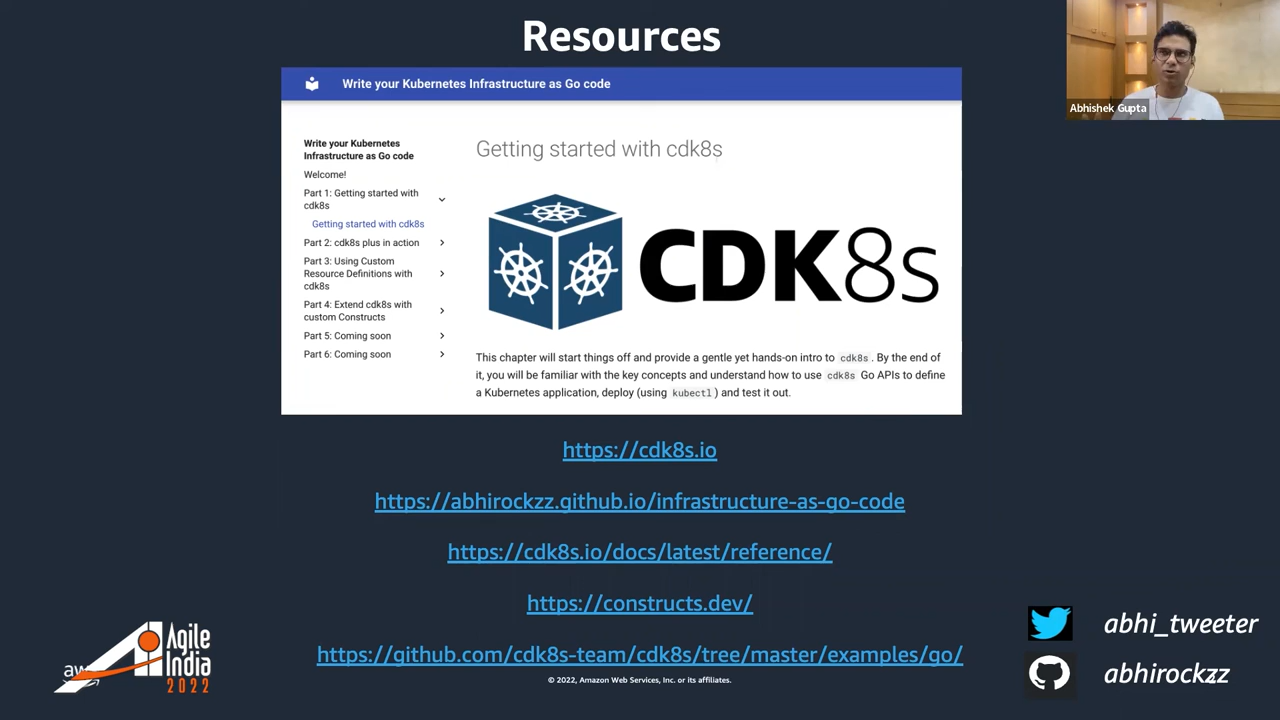 Resources
Abhishek Gupta
Write your Kubernetes Infrastructure as Go code
Write your Kubernetes
Infrastructure as Go code
Welcome!
Part 1: Getting started with
cdk8s
Getting started with cdk8s
Part 2: cdk8s plus in action
Part 3: Using Custom
Resource Definitions with
cdk8s
Part 4: Extend cdk8s with
custom Constructs
Part 5: Coming soon
Part 6: Coming soon
Getting started with cdk8s
CDK8s
This chapter will start things off and provide a gentle yet hands-on intro to cdk8s. By the end of
it, you will be familiar with the key concepts and understand how to use cdk8s Go APIs to define
a Kubernetes application, deploy (using kubectl) and test it out.
https://cdk8s.io
https://abhirockzz.github.io/infrastructure-as-go-code
https://cdk8s.io/docs/latest/reference/
https://constructs.dev/
https://github.com/cdk8s-team/cdk8s/tree/master/examples/go/
© 2022, Amazon Web Services, Inc. or its affiliates.
Agile
India
2022
abhi_tweeter
abhirockzz